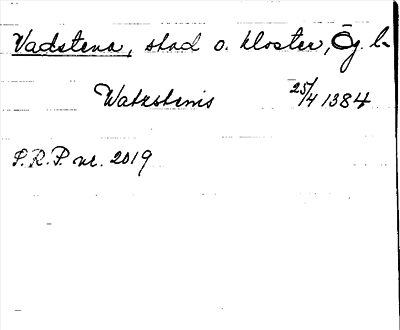 Vadstena, stad o. kloster, Ög. l.
Watzstenis 25/4 1384
S.R.P. nr. 2019